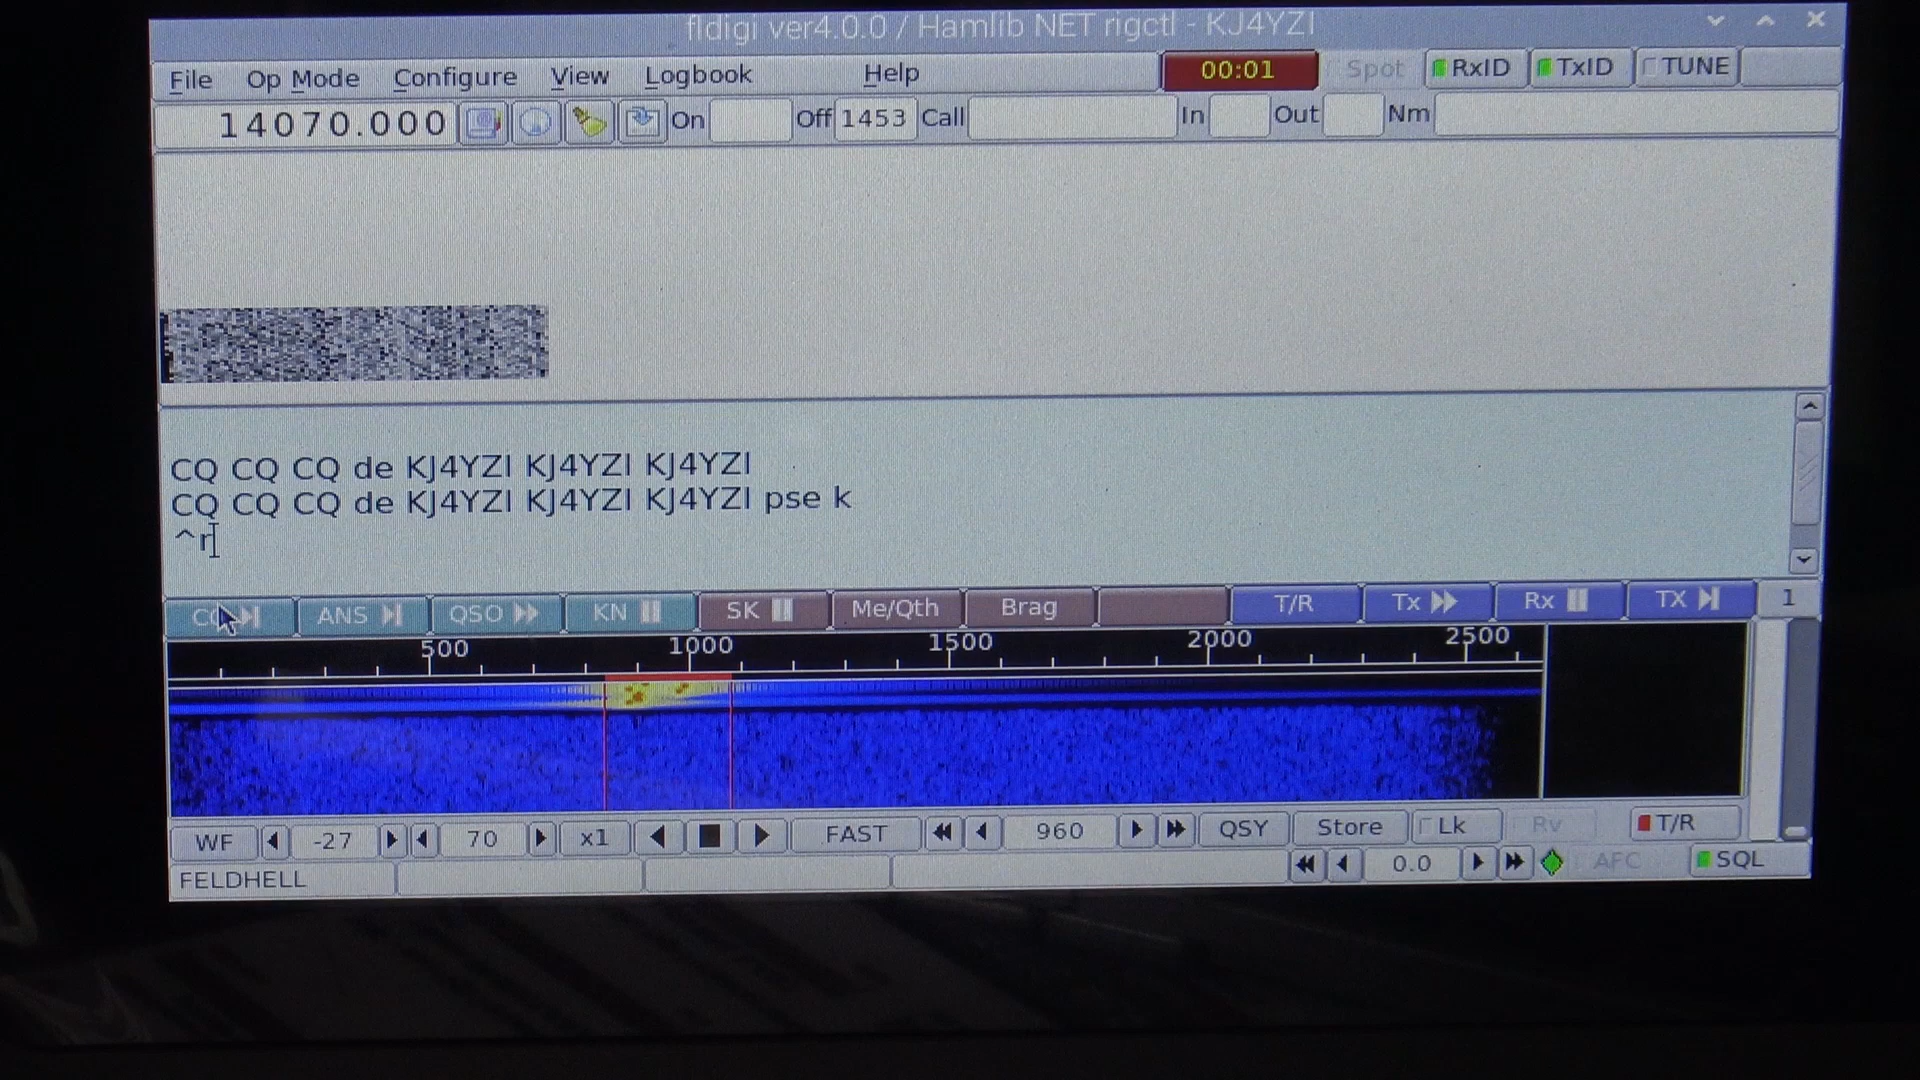 fldigi ver4.0.0 / Hamlib NET rigctl - KJ4YZI
File Op Mode Configure View Logbook Help 00:01 Spot RxID TxID TUNE
14070.000 On Off 1453 Call In Out Nm
CQ CQ CQ de KJ4YZI KJ4YZI KJ4YZI
CQ CQ CQ de KJ4YZI KJ4YZI KJ4YZI pse k
^r
CQ ANS QSO KN SK Me/Qth Brag T/R Tx Rx TX 1
500 1000 1500 2000 2500
WF -27 70 x1 FAST 960 QSY Store Lk Rv T/R
FELDHELL 0.0 AFC SQL